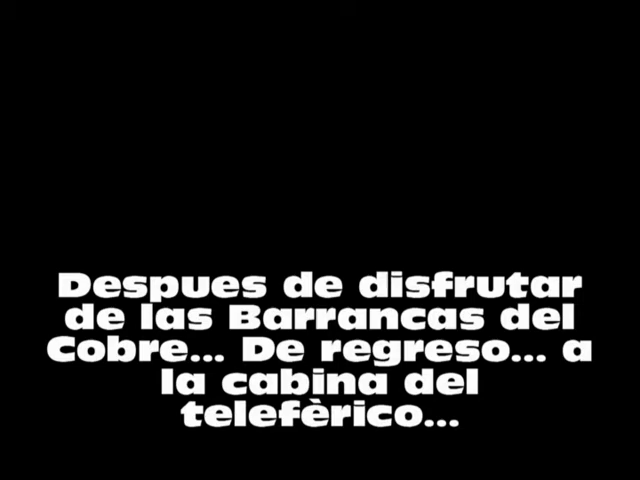 Despues de disfrutar
de las Barrancas del
Cobre... De regreso... a
la cabina del
telefèrico...